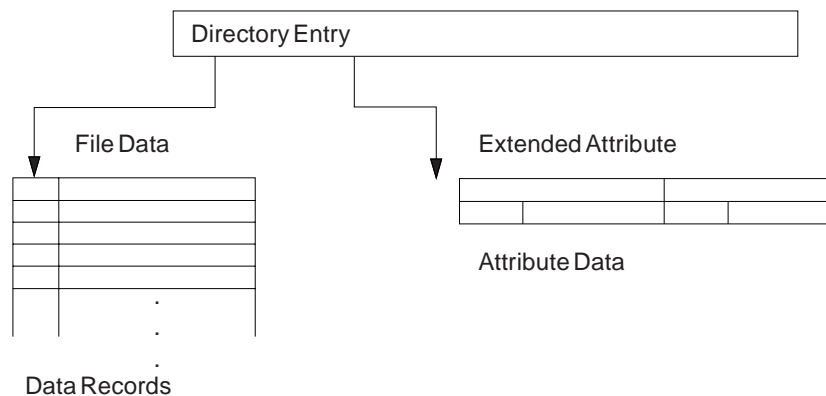 Directory Entry
File Data
Extended Attribute
Attribute Data
.
.
.
Data Records